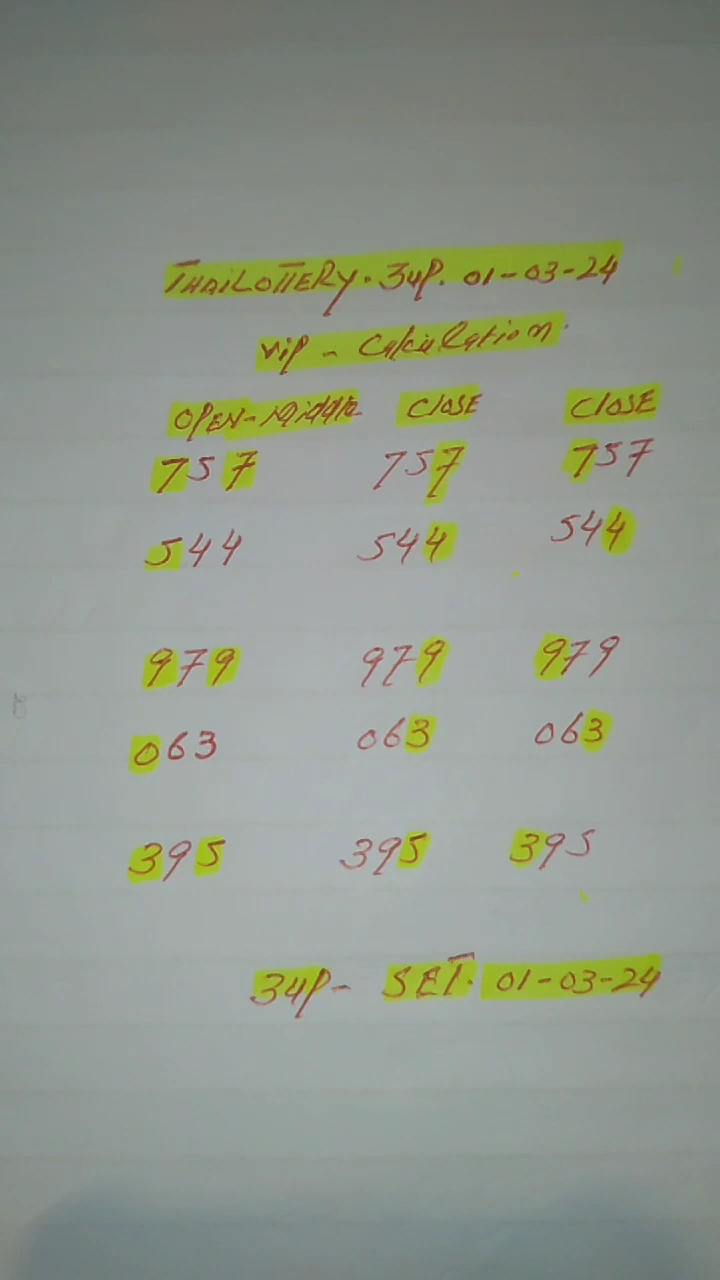 THAILOTTERY. 3UP. 01-03-24
VIP - Calculation.
OPEN-Middle CLOSE CLOSE
757 757 757
544 544 544
979 979 979
063 063 063
395 395 395
3UP- SET. 01-03-24